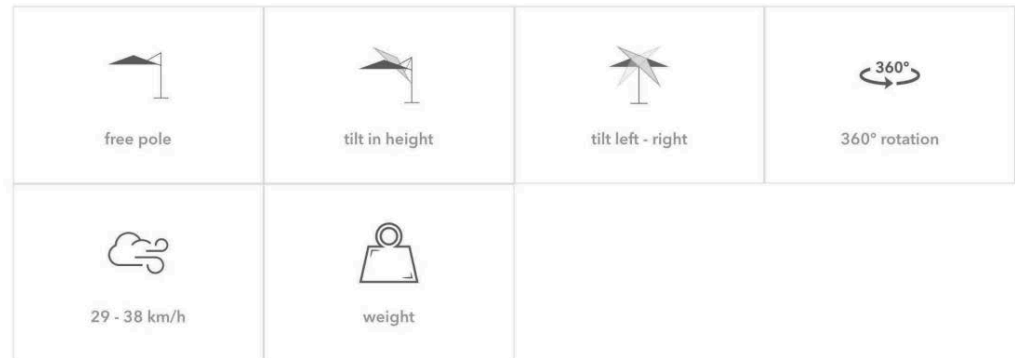 free pole
tilt in height
tilt left - right
360°
360° rotation
29 - 38 km/h
weight